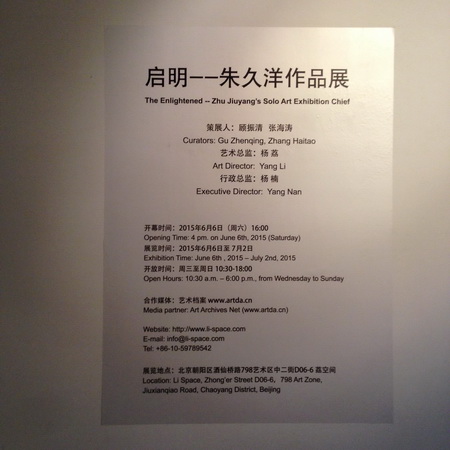 启明——朱久洋作品展
The Enlightened -- Zhu Jiuyang's Solo Art Exhibition Chief
策展人：顾振清 张海涛
Curators: Gu Zhenqing, Zhang Haitao
艺术总监：杨 荔
Art Director: Yang Li
行政总监：杨 楠
Executive Director: Yang Nan
开幕时间：2015年6月6日（周六）16:00
Opening Time: 4 pm. on June 6th, 2015 (Saturday)
展览时间：2015年6月6日至 7月2日
Exhibition Time: June 6th , 2015 – July 2nd, 2015
开放时间：周三至周日 10:30-18:00
Open Hours: 10:30 a.m. – 6:00 p.m., from Wednesday to Sunday
合作媒体：艺术档案 www.artda.cn
Media partner: Art Archives Net (www.artda.cn)
Website: http://www.li-space.com
E-mail: info@li-space.com
Tel: +86-10-59789542
展览地点：北京朝阳区酒仙桥路798艺术区中二街D06-6 荔空间
Location: Li Space, Zhong'er Street D06-6, 798 Art Zone,
Jiuxianqiao Road, Chaoyang District, Beijing